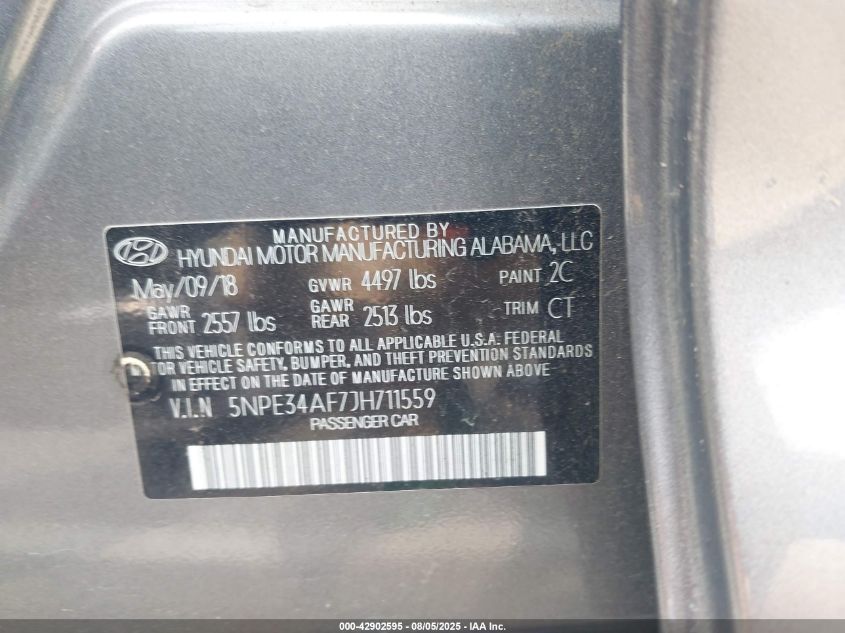 MANUFACTURED BY
HYUNDAI MOTOR MANUFACTURING ALABAMA, LLC
May/09/18 GVWR 4497 lbs PAINT 2C
GAWR FRONT 2557 lbs GAWR REAR 2513 lbs TRIM CT
THIS VEHICLE CONFORMS TO ALL APPLICABLE U.S.A. FEDERAL
MOTOR VEHICLE SAFETY, BUMPER, AND THEFT PREVENTION STANDARDS
IN EFFECT ON THE DATE OF MANUFACTURE SHOWN ABOVE
V.I.N 5NPE34AF7JH711559
PASSENGER CAR
000-42902595 - 08/05/2025 - IAA Inc.